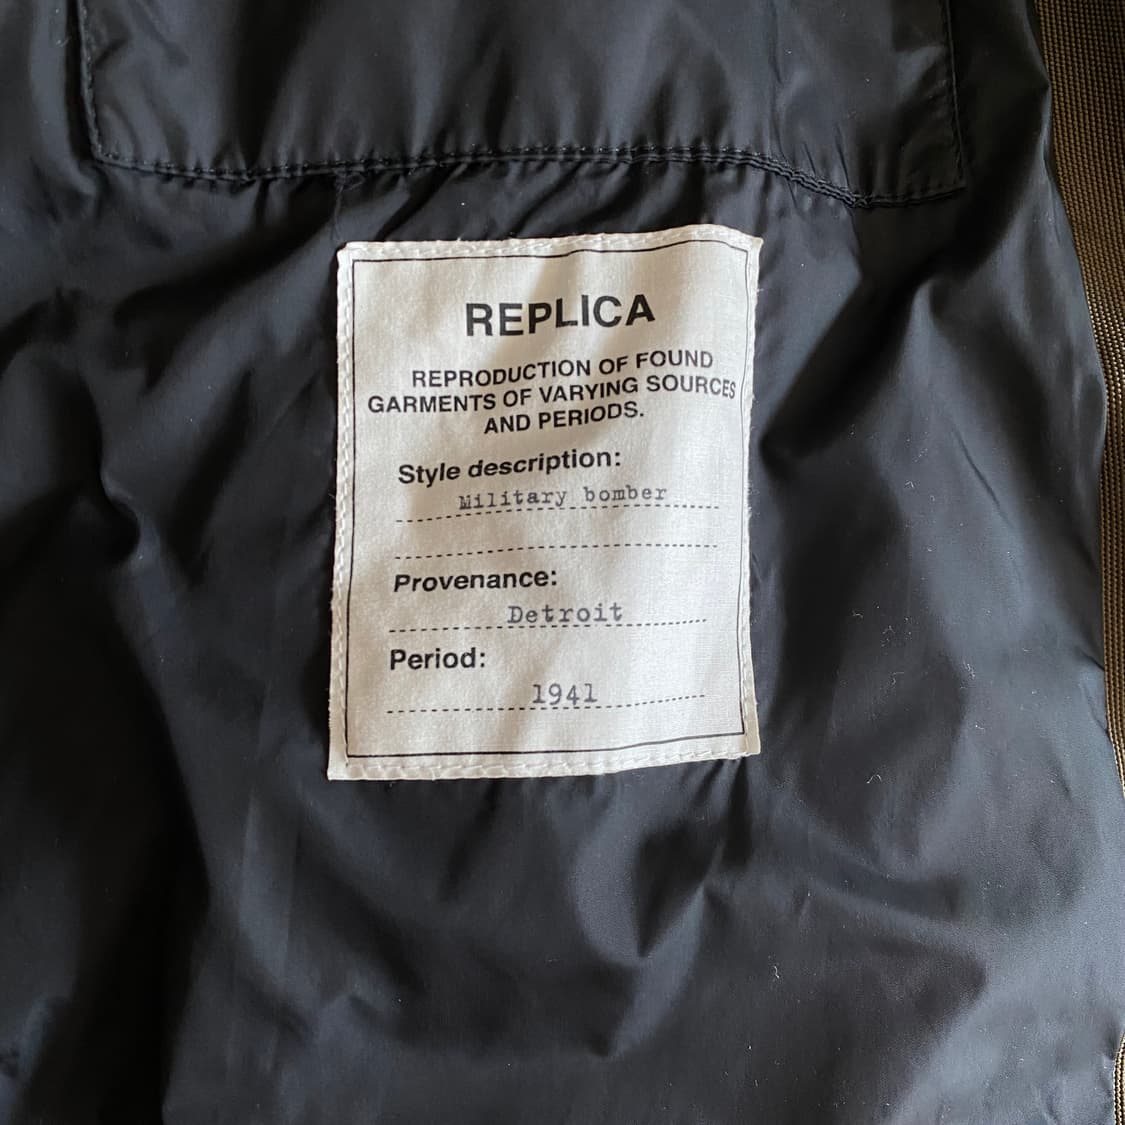 REPLICA
REPRODUCTION OF FOUND
GARMENTS OF VARYING SOURCES
AND PERIODS.
Style description:
Military bomber
Provenance:
Detroit
Period:
1941